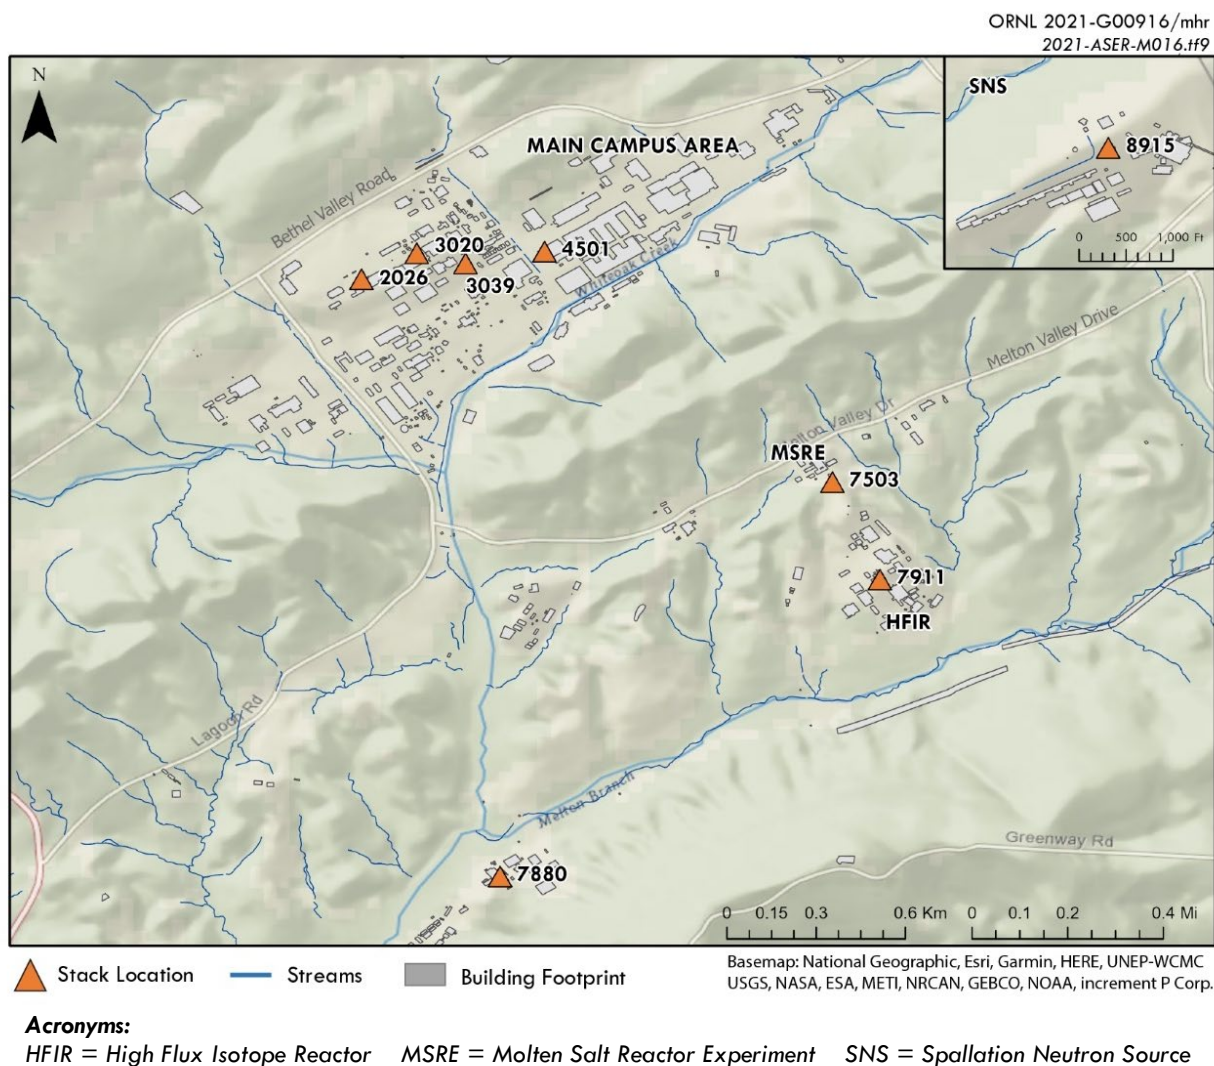 ORNL 2021-G00916/mhr
2021-ASER-M016.tf9
N
SNS
8915
0 500 1,000 Ft
MAIN CAMPUS AREA
Bethel Valley Road
3020
4501
2026
3039
Whiteoak Creek
Melton Valley Drive
Melton Valley Dr
MSRE
7503
7911
HFIR
Lagoon Rd
Melton Branch
Greenway Rd
7880
0 0.15 0.3 0.6 Km 0 0.1 0.2 0.4 Mi
Stack Location Streams Building Footprint
Basemap: National Geographic, Esri, Garmin, HERE, UNEP-WCMC
USGS, NASA, ESA, METI, NRCAN, GEBCO, NOAA, increment P Corp.
Acronyms:
HFIR = High Flux Isotope Reactor MSRE = Molten Salt Reactor Experiment SNS = Spallation Neutron Source